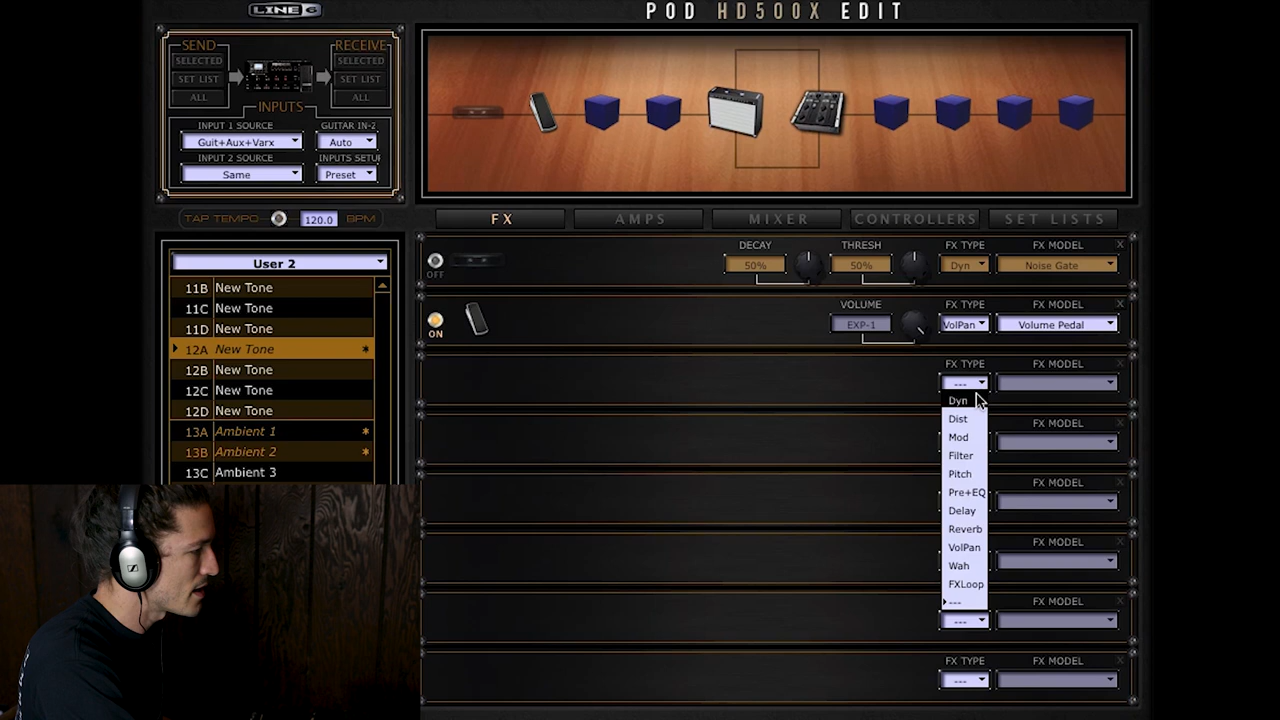 LINE 6
POD HD500X EDIT
SEND
RECEIVE
SELECTED
SELECTED
SET LIST
SET LIST
ALL
ALL
INPUTS
INPUT 1 SOURCE
GUITAR IN-Z
Guit+Aux+Varx
Auto
INPUT 2 SOURCE
INPUTS SETUP
Same
Preset
TAP TEMPO
120.0
BPM
FX
AMPS
MIXER
CONTROLLERS
SET LISTS
User 2
11B New Tone
11C New Tone
11D New Tone
12A New Tone *
12B New Tone
12C New Tone
12D New Tone
13A Ambient 1 *
13B Ambient 2 *
13C Ambient 3
OFF
DECAY
50%
THRESH
50%
FX TYPE
Dyn
FX MODEL
Noise Gate
X
ON
VOLUME
EXP-1
FX TYPE
VolPan
FX MODEL
Volume Pedal
X
FX TYPE
---
FX MODEL
X
Dyn
Dist
Mod
Filter
Pitch
Pre+EQ
Delay
Reverb
VolPan
Wah
FXLoop
---
FX MODEL
X
FX MODEL
X
FX MODEL
X
FX MODEL
X
---
FX TYPE
FX MODEL
X
---